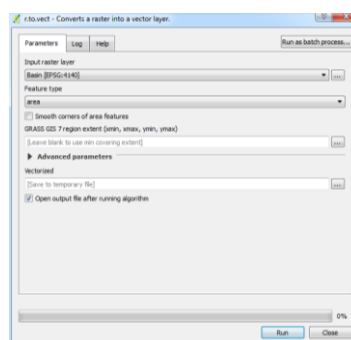 r.to.vect - Converts a raster into a vector layer.
Parameters Log Help Run as batch process...
Input raster layer
Basin [EPSG:4140] ...
Feature type
area
Smooth corners of area features
GRASS GIS 7 region extent (xmin, xmax, ymin, ymax)
[Leave blank to use min covering extent] ...
Advanced parameters
Vectorized
[Save to temporary file] ...
Open output file after running algorithm
0%
Run Close